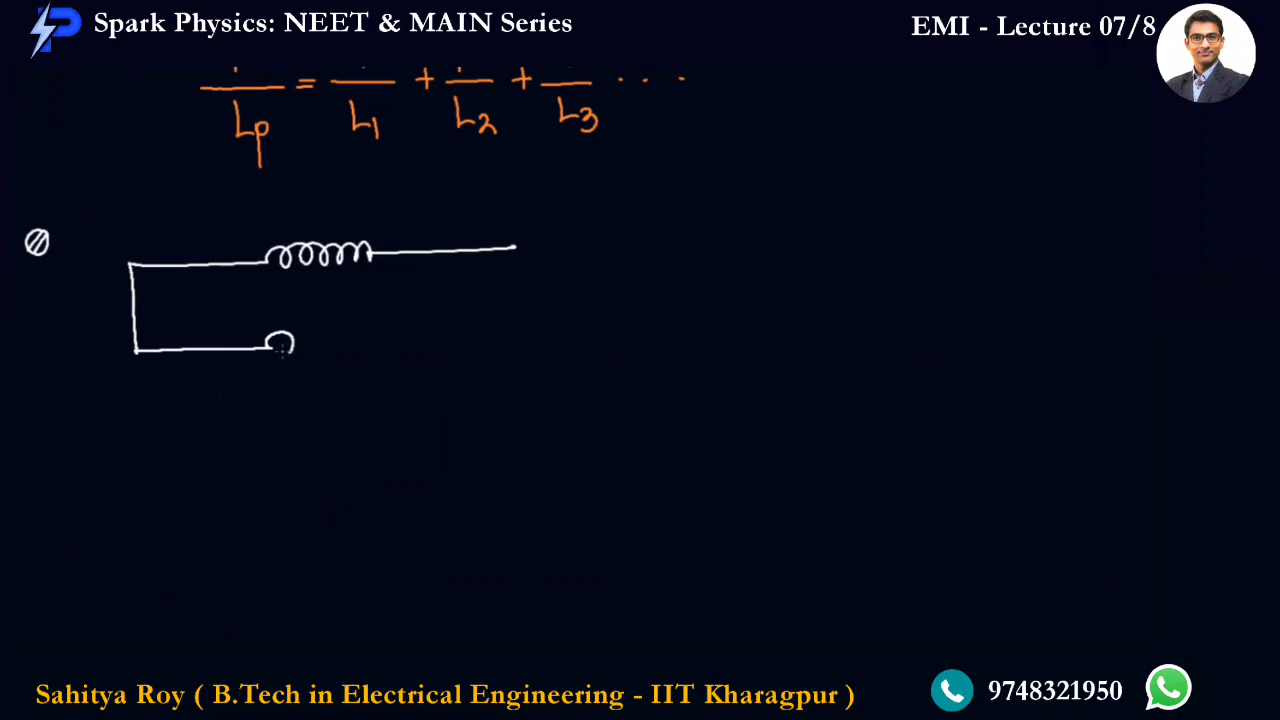 Spark Physics: NEET & MAIN Series
EMI - Lecture 07/8
= + + . . .
Lp L1 L2 L3
Sahitya Roy ( B.Tech in Electrical Engineering - IIT Kharagpur )
9748321950